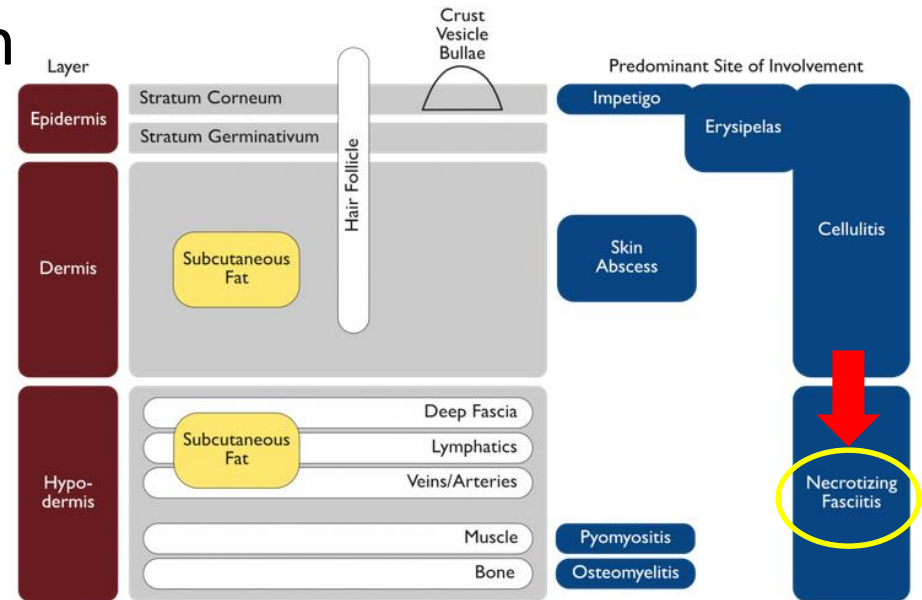 n
Layer
Crust
Vesicle
Bullae
Predominant Site of Involvement
Epidermis
Stratum Corneum
Stratum Germinativum
Hair Follicle
Impetigo
Erysipelas
Cellulitis
Dermis
Subcutaneous
Fat
Skin
Abscess
Hypo-
dermis
Subcutaneous
Fat
Deep Fascia
Lymphatics
Veins/Arteries
Muscle
Bone
Pyomyositis
Osteomyelitis
Necrotizing
Fasciitis